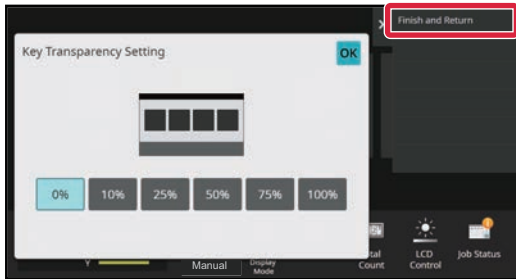 Finish and Return
Key Transparency Setting
OK
0%
10%
25%
50%
75%
100%
Y
Manual
Display
Mode
Count
LCD
Control
Job Status